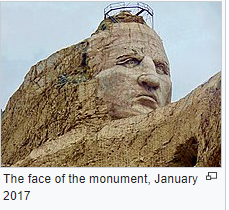 The face of the monument, January
2017